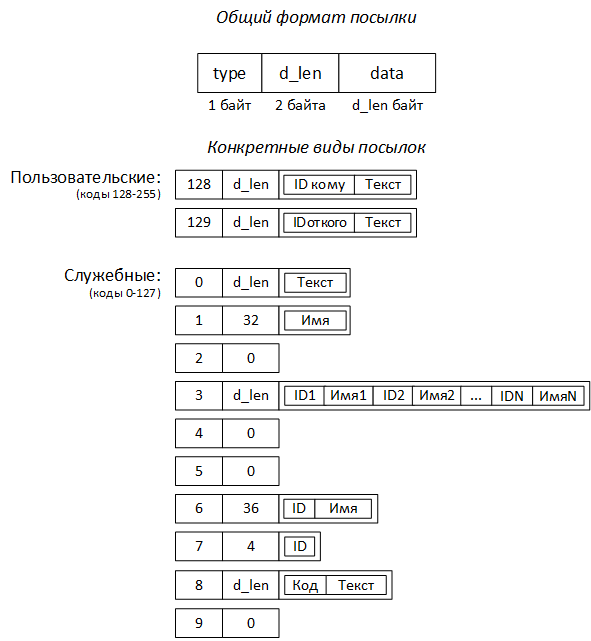 Общий формат посылки
type d_len data
1 байт 2 байта d_len байт
Конкретные виды посылок
Пользовательские: 128 d_len ID кому Текст
(коды 128-255)
129 d_len IDоткого Текст
Служебные: 0 d_len Текст
(коды 0-127)
1 32 Имя
2 0
3 d_len ID1 Имя1 ID2 Имя2 ... IDN ИмяN
4 0
5 0
6 36 ID Имя
7 4 ID
8 d_len Код Текст
9 0